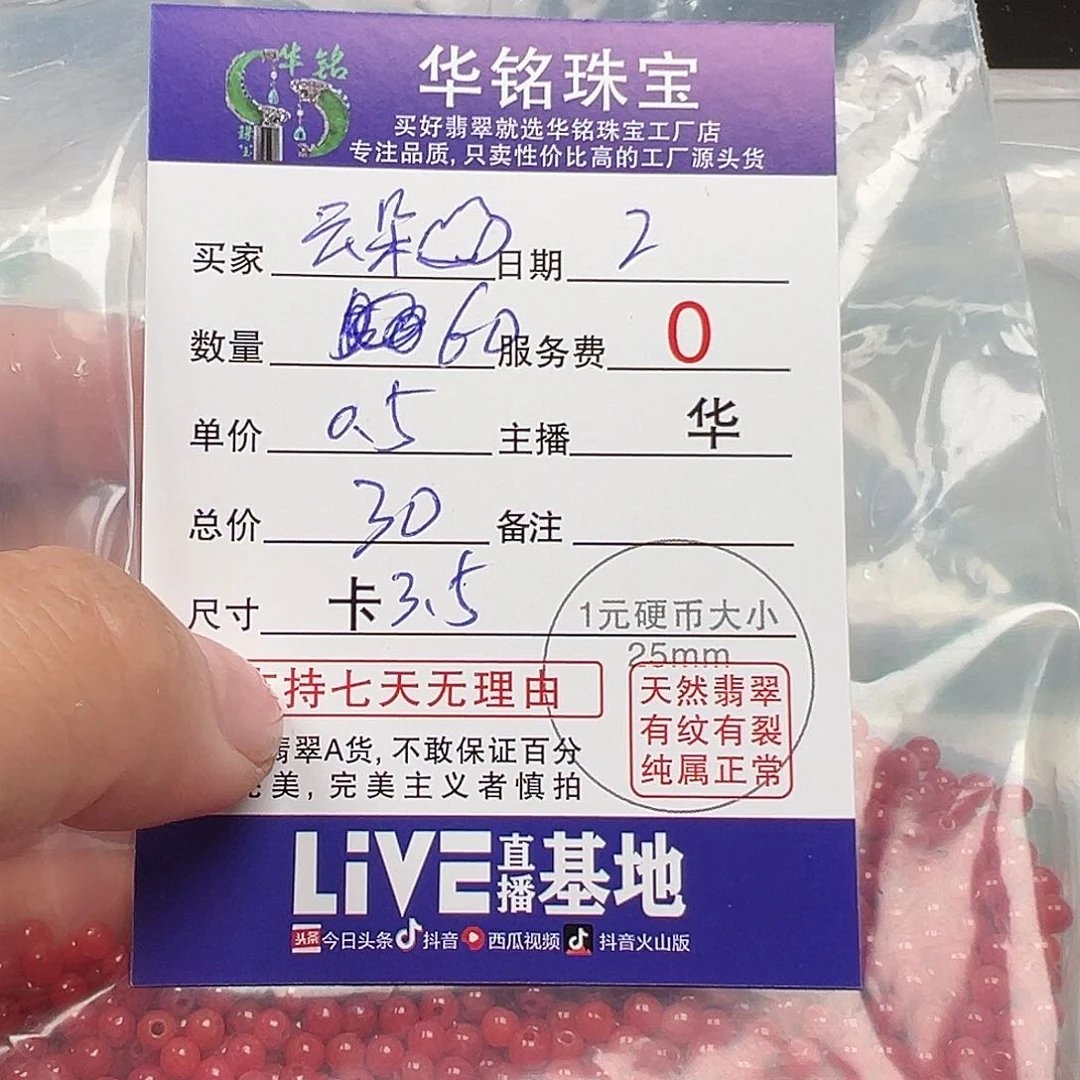 华铭
珠宝
华铭珠宝
买好翡翠就选华铭珠宝工厂店
专注品质,只卖性价比高的工厂源头货
买家 云朵 日期 2
数量 60 服务费 0
单价 0.5 主播 华
总价 30 备注
尺寸 卡3.5
1元硬币大小
25mm
持七天无理由
天然翡翠
有纹有裂
纯属正常
翡翠A货,不敢保证百分
美,完美主义者慎拍
LiVE直播基地
头条 今日头条 抖音 西瓜视频 抖音火山版